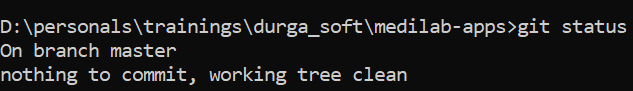 D:\personals\trainings\durga_soft\medilab-apps>git status
On branch master
nothing to commit, working tree clean